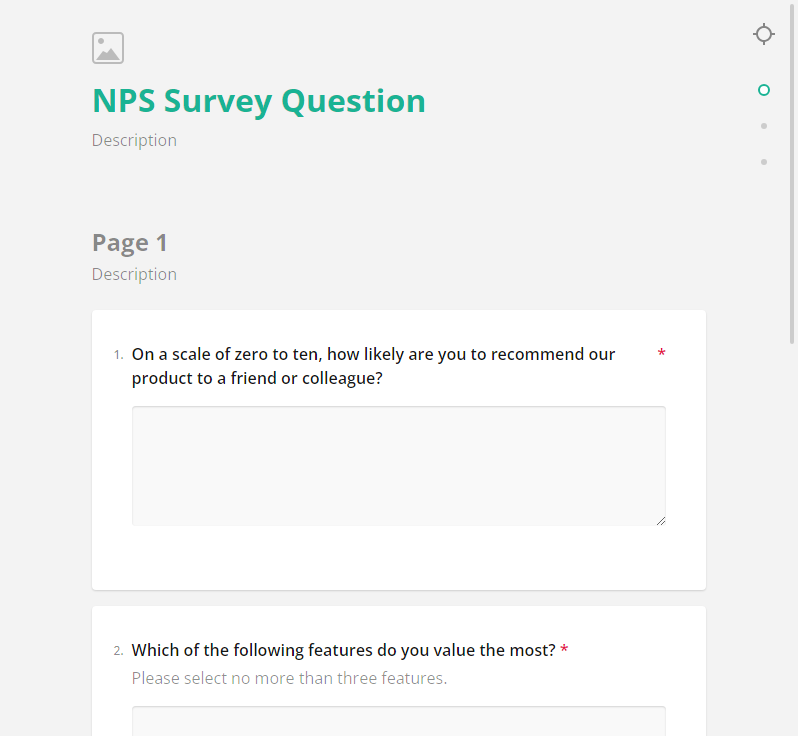 NPS Survey Question
Description
Page 1
Description
1. On a scale of zero to ten, how likely are you to recommend our *
product to a friend or colleague?
2. Which of the following features do you value the most? *
Please select no more than three features.